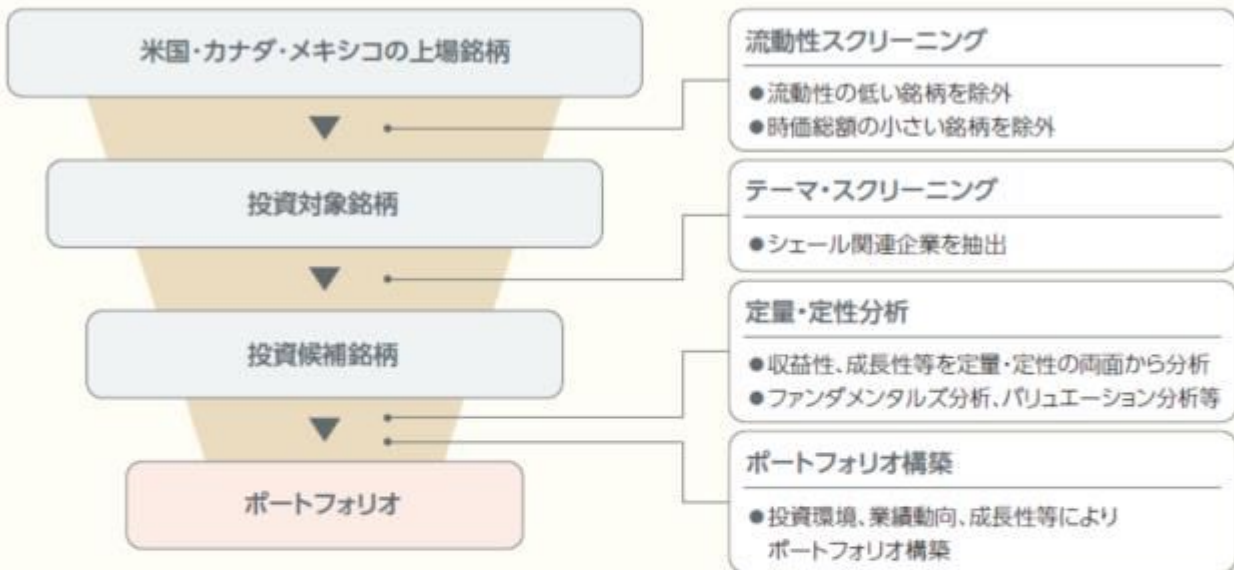 米国・カナダ・メキシコの上場銘柄
流動性スクリーニング
●流動性の低い銘柄を除外
●時価総額の小さい銘柄を除外
投資対象銘柄
テーマ・スクリーニング
●シェール関連企業を抽出
投資候補銘柄
定量・定性分析
●収益性、成長性等を定量・定性の両面から分析
●ファンダメンタルズ分析、バリュエーション分析等
ポートフォリオ
ポートフォリオ構築
●投資環境、業績動向、成長性等により
ポートフォリオ構築